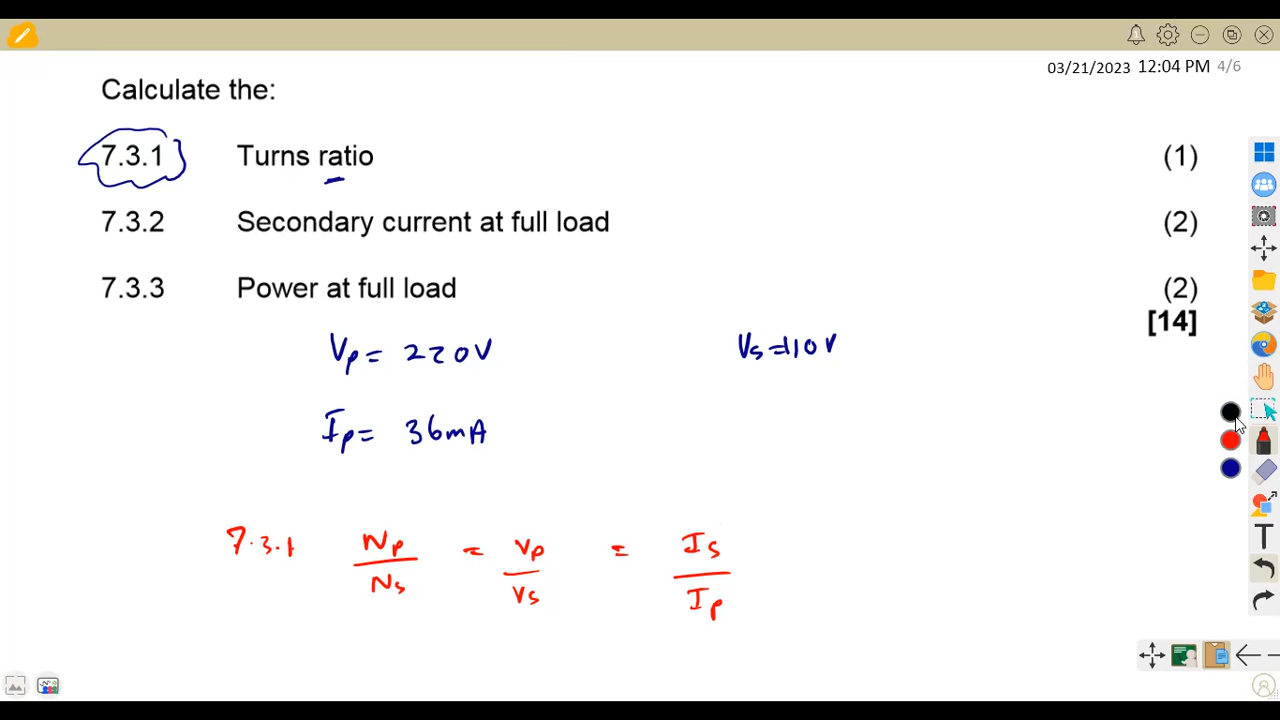 03/21/2023 12:04 PM 4/6
Calculate the:
7.3.1 Turns ratio (1)
7.3.2 Secondary current at full load (2)
7.3.3 Power at full load (2)
[14]
Vp = 220V Vs = 110V
Ip = 36mA
7.3.1 Np/Ns = Vp/Vs = Is/Ip